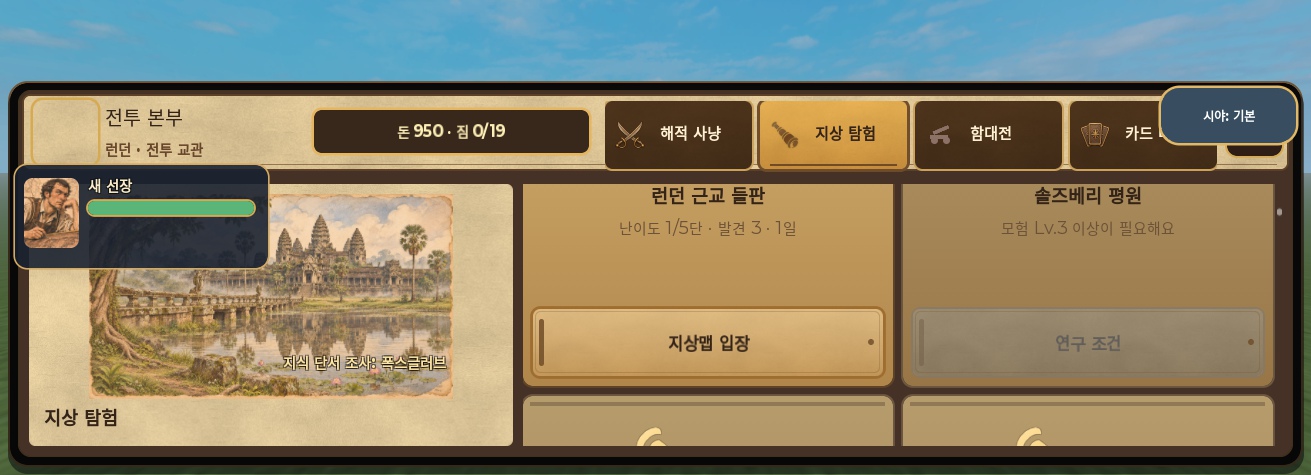 전투 본부
런던 · 전투 교관
돈 950 · 짐 0/19
해적 사냥
지상 탐험
함대전
카드
시야: 기본
새 선장
지식 단서 조사: 폭스글러브
지상 탐험
런던 근교 들판
난이도 1/5단 · 발견 3 · 1일
지상맵 입장
솔즈베리 평원
모험 Lv.3 이상이 필요해요
연구 조건